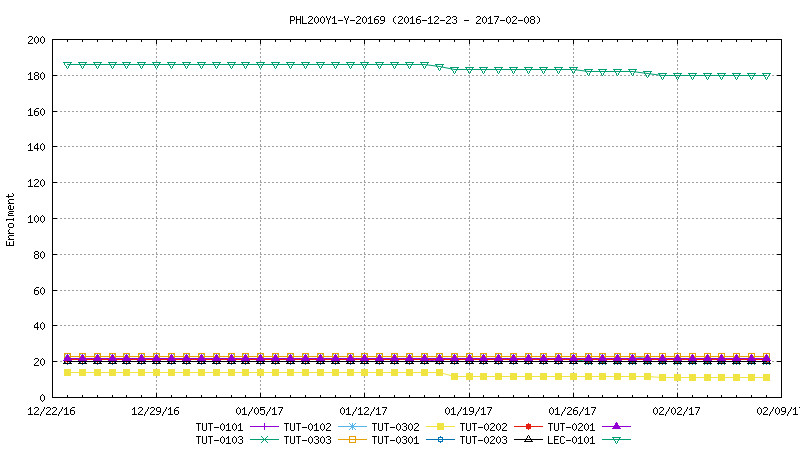 PHL200Y1-Y-20169 (2016-12-23 - 2017-02-08)
200
180
160
140
120
100
80
60
40
20
0
Enrolment
12/22/16 12/29/16 01/05/17 01/12/17 01/19/17 01/26/17 02/02/17 02/09/17
TUT-0101 TUT-0102 TUT-0302 TUT-0202 TUT-0201
TUT-0103 TUT-0303 TUT-0301 TUT-0203 LEC-0101